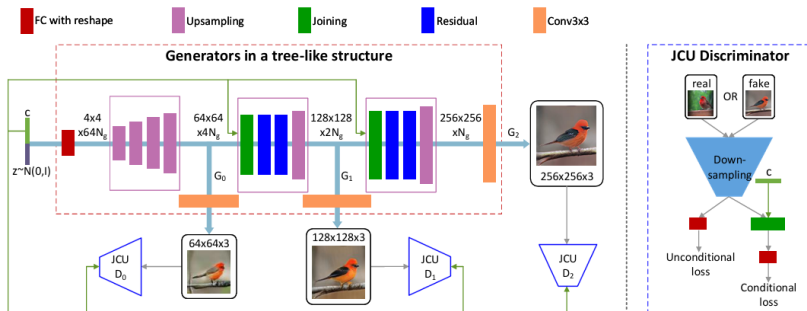 FC with reshape
Upsampling
Joining
Residual
Conv3x3
Generators in a tree-like structure
JCU Discriminator
c
z~N(0,I)
4x4
x64Ng
64x64
x4Ng
128x128
x2Ng
256x256
xNg
G0
G1
G2
256x256x3
64x64x3
128x128x3
JCU
D0
JCU
D1
JCU
D2
real
OR
fake
Down-
sampling
c
Unconditional
loss
Conditional
loss